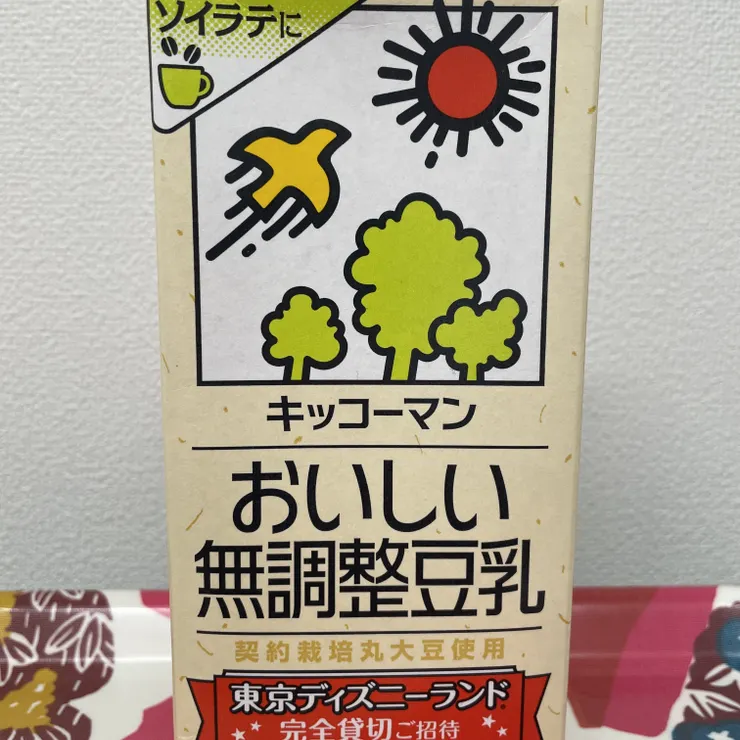 ソイラテに
キッコーマン
おいしい
無調整豆乳
契約栽培丸大豆使用
東京ディズニーランド®
完全貸切ご招待